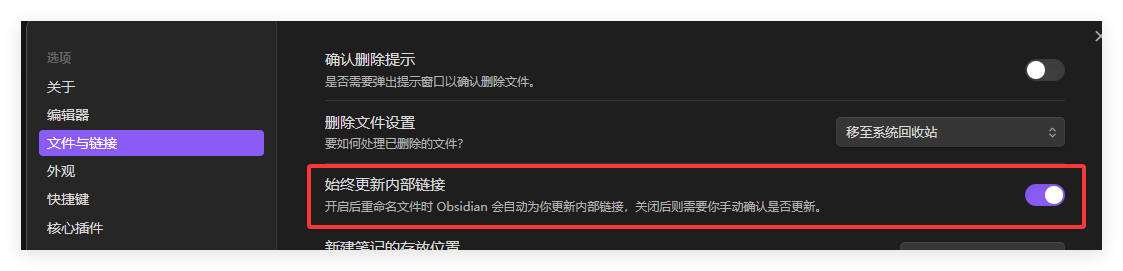 选项
关于
编辑器
文件与链接
外观
快捷键
核心插件
确认删除提示
是否需要弹出提示窗口以确认删除文件。
删除文件设置
要如何处理已删除的文件？
移至系统回收站
始终更新内部链接
开启后重命名文件时 Obsidian 会自动为你更新内部链接，关闭后则需要你手动确认是否更新。
新建笔记的存放位置